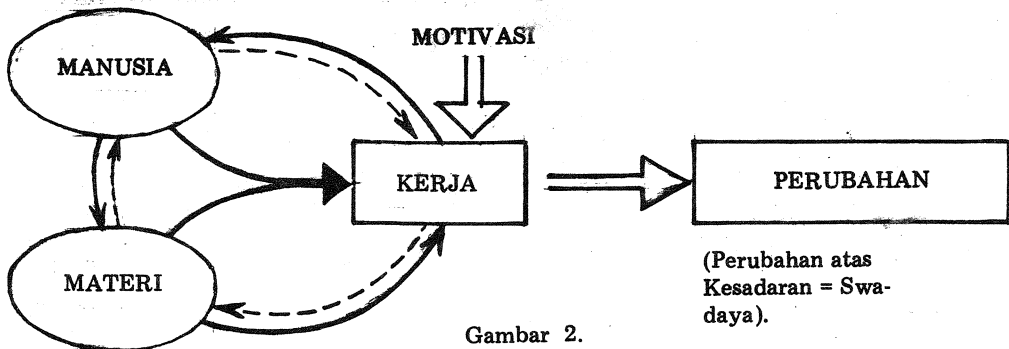 MOTIVASI
MANUSIA
KERJA
PERUBAHAN
MATERI
(Perubahan atas
Kesadaran = Swa-
daya).
Gambar 2.